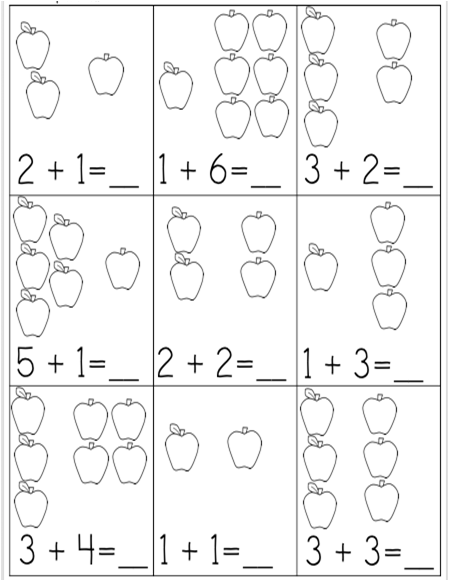 2 + 1=__
1 + 6=__
3 + 2=__
5 + 1=__
2 + 2=__
1 + 3=__
3 + 4=__
1 + 1=__
3 + 3=__